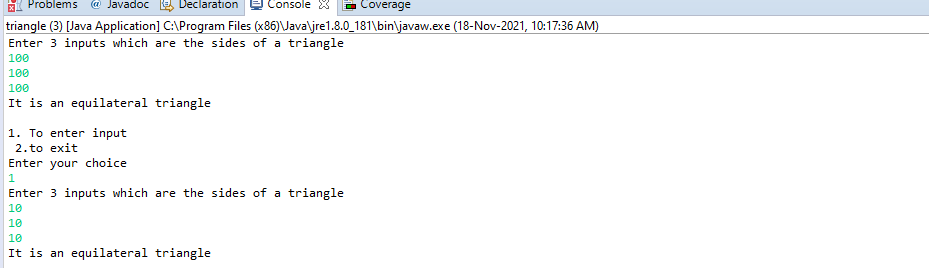 Problems @ Javadoc Declaration Console Coverage
triangle (3) [Java Application] C:\Program Files (x86)\Java\jre1.8.0_181\bin\javaw.exe (18-Nov-2021, 10:17:36 AM)
Enter 3 inputs which are the sides of a triangle
100
100
100
It is an equilateral triangle
1. To enter input
2.to exit
Enter your choice
1
Enter 3 inputs which are the sides of a triangle
10
10
10
It is an equilateral triangle